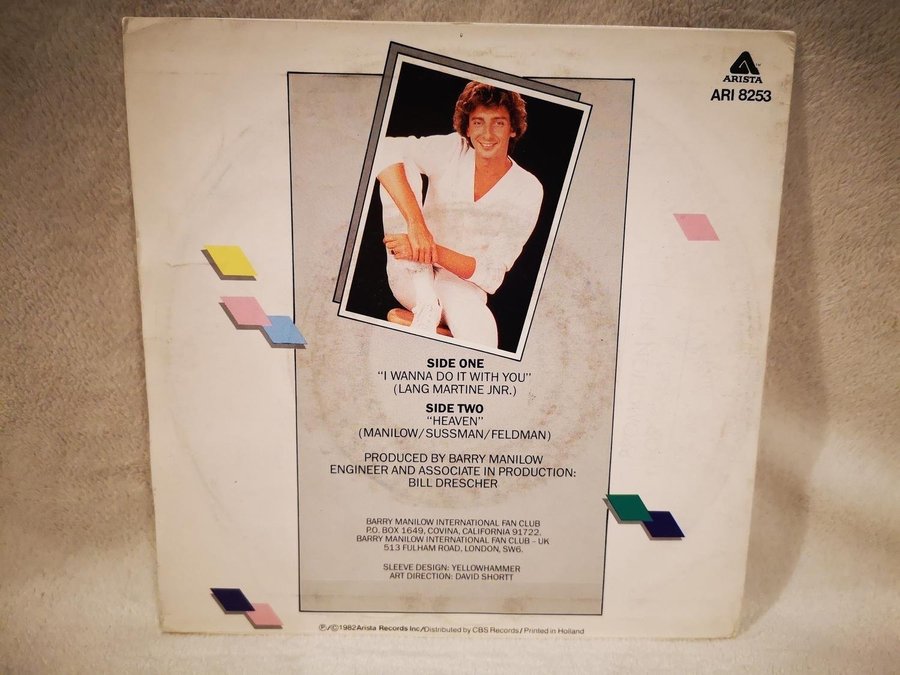 ARISTA
ARI 8253
SIDE ONE
"I WANNA DO IT WITH YOU"
(LANG MARTINE JNR.)
SIDE TWO
"HEAVEN"
(MANILOW/SUSSMAN/FELDMAN)
PRODUCED BY BARRY MANILOW
ENGINEER AND ASSOCIATE IN PRODUCTION:
BILL DRESCHER
BARRY MANILOW INTERNATIONAL FAN CLUB
P.O. BOX 1649, COVINA, CALIFORNIA 91722.
BARRY MANILOW INTERNATIONAL FAN CLUB - UK
513 FULHAM ROAD, LONDON, SW6.
SLEEVE DESIGN: YELLOWHAMMER
ART DIRECTION: DAVID SHORTT
℗/© 1982 Arista Records Inc/Distributed by CBS Records/Printed in Holland